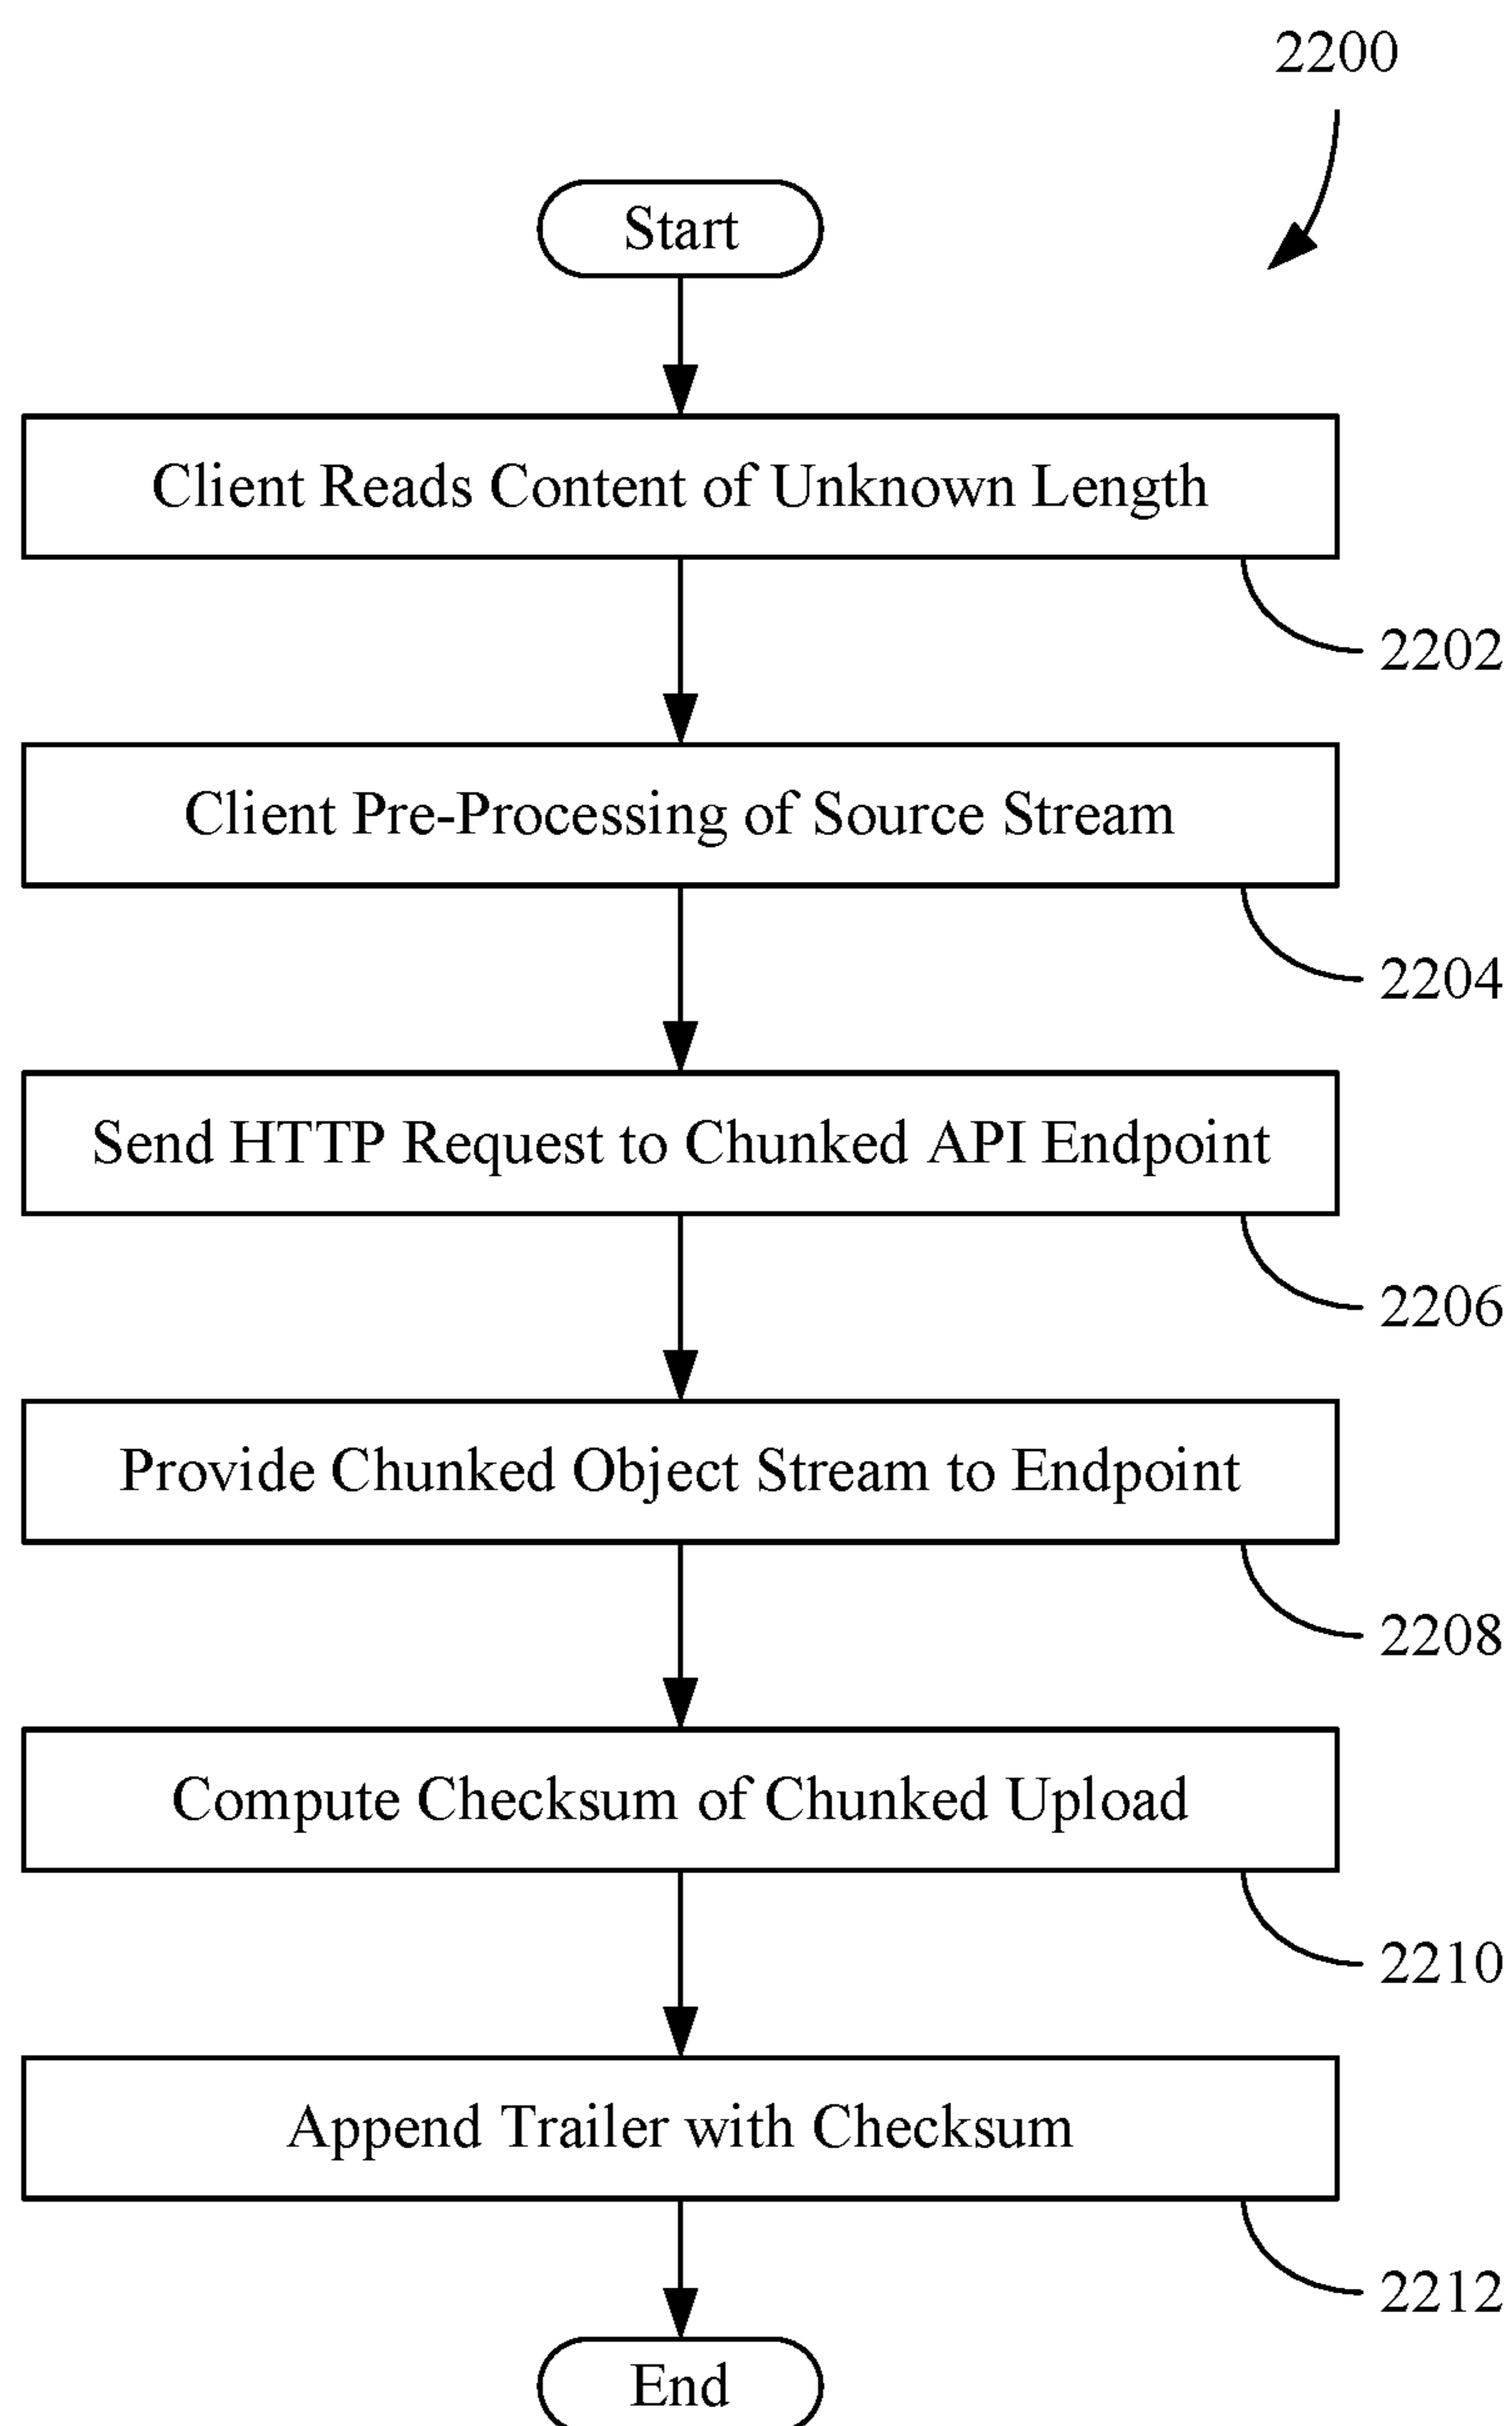 2200
Start
Client Reads Content of Unknown Length
2202
Client Pre-Processing of Source Stream
2204
Send HTTP Request to Chunked API Endpoint
2206
Provide Chunked Object Stream to Endpoint
2208
Compute Checksum of Chunked Upload
2210
Append Trailer with Checksum
2212
End